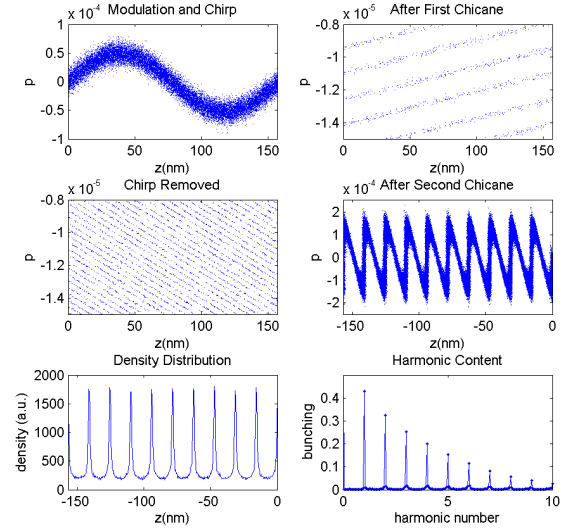 Modulation and Chirp
x 10^-4
1
0.5
0
-0.5
-1
p
0 50 100 150
z(nm)
After First Chicane
x 10^-5
-0.8
-1
-1.2
-1.4
p
0 50 100 150
z(nm)
Chirp Removed
x 10^-5
-0.8
-1
-1.2
-1.4
p
0 50 100 150
z(nm)
After Second Chicane
x 10^-4
2
1
0
-1
-2
p
-150 -100 -50 0
z(nm)
Density Distribution
2000
1500
1000
500
0
density (a.u.)
-150 -100 -50 0
z(nm)
Harmonic Content
0.4
0.3
0.2
0.1
0
bunching
0 5 10
harmonic number